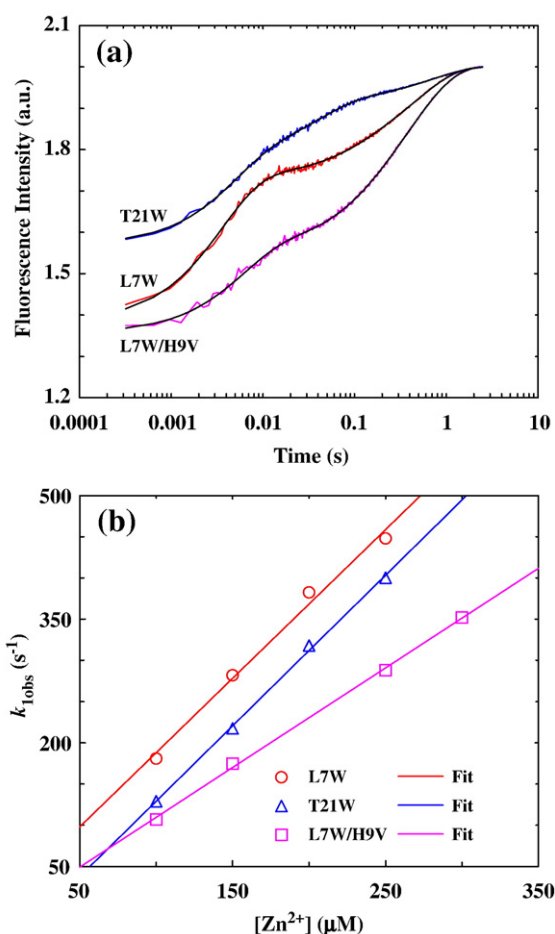 (a)
2.1
1.8
1.5
1.2
Fluorescence Intensity (a.u.)
T21W
L7W
L7W/H9V
0.0001 0.001 0.01 0.1 1 10
Time (s)
(b)
500
350
200
50
k1obs (s-1)
L7W Fit
T21W Fit
L7W/H9V Fit
50 150 250 350
[Zn2+] (μM)